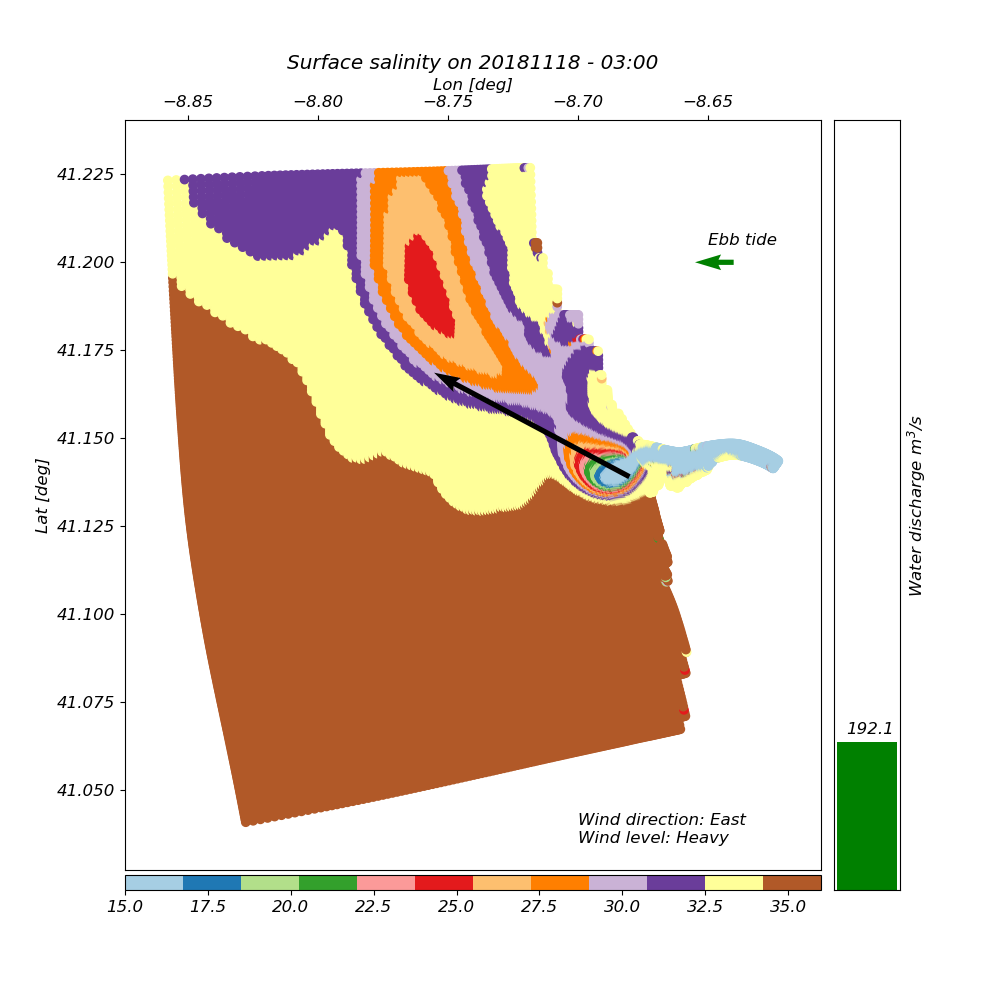 Surface salinity on 20181118 - 03:00
Lon [deg]
−8.85 −8.80 −8.75 −8.70 −8.65
41.225
Ebb tide
41.200
41.175
41.150
41.125
41.100
41.075
41.050
Lat [deg]
Water discharge m³/s
192.1
Wind direction: East
Wind level: Heavy
15.0 17.5 20.0 22.5 25.0 27.5 30.0 32.5 35.0